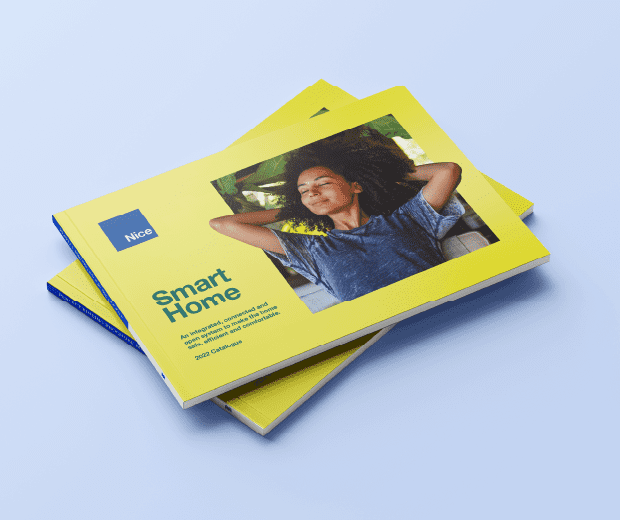 Nice
Smart
Home
An integrated, connected and
open system to make the home
safe, efficient and comfortable.
2022 Catalogue